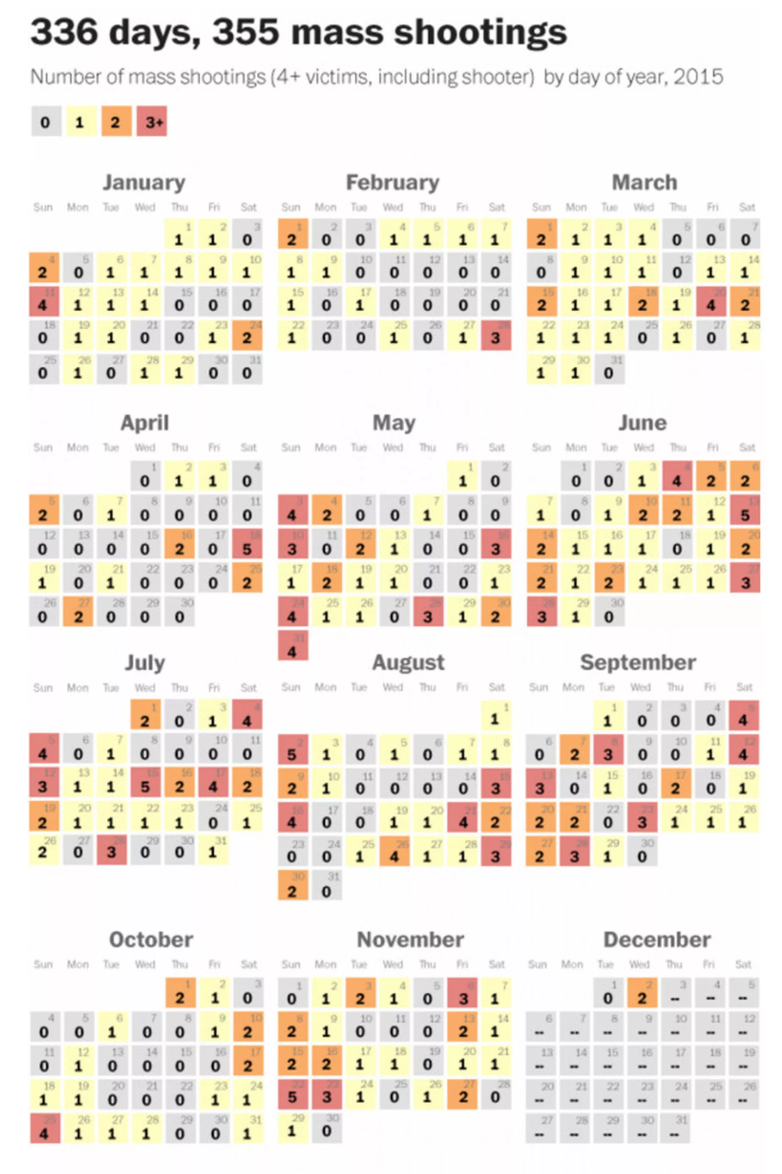 336 days, 355 mass shootings
Number of mass shootings (4+ victims, including shooter) by day of year, 2015
0 1 2 3+
January
Sun Mon Tue Wed Thu Fri Sat
1 2 3
1 1 0
4 5 6 7 8 9 10
2 0 1 1 1 1 1
11 12 13 14 15 16 17
4 1 1 1 0 0 0
18 19 20 21 22 23 24
0 1 1 0 0 1 2
25 26 27 28 29 30 31
0 1 0 1 1 0 0
February
Sun Mon Tue Wed Thu Fri Sat
1 2 3 4 5 6 7
2 0 0 1 1 1 1
8 9 10 11 12 13 14
1 1 0 0 0 0 0
15 16 17 18 19 20 21
1 0 1 0 0 0 0
22 23 24 25 26 27 28
1 0 0 1 0 1 3
March
Sun Mon Tue Wed Thu Fri Sat
1 2 3 4 5 6 7
2 1 1 1 0 0 0
8 9 10 11 12 13 14
0 1 1 1 0 1 1
15 16 17 18 19 20 21
2 1 1 2 1 4 2
22 23 24 25 26 27 28
1 1 1 0 1 0 1
29 30 31
1 1 0
April
Sun Mon Tue Wed Thu Fri Sat
1 2 3 4
0 1 1 0
5 6 7 8 9 10 11
2 0 1 0 0 0 0
12 13 14 15 16 17 18
0 0 0 0 2 0 5
19 20 21 22 23 24 25
1 0 1 0 0 0 2
26 27 28 29 30
0 2 0 0 0
May
Sun Mon Tue Wed Thu Fri Sat
1 2
1 0
3 4 5 6 7 8 9
4 2 0 0 1 0 0
10 11 12 13 14 15 16
3 0 2 1 0 0 3
17 18 19 20 21 22 23
1 2 1 1 0 0 1
24 25 26 27 28 29 30
4 1 1 0 3 1 2
31
4
June
Sun Mon Tue Wed Thu Fri Sat
1 2 3 4 5 6
0 0 1 4 2 2
7 8 9 10 11 12 13
1 0 1 2 2 1 5
14 15 16 17 18 19 20
2 1 1 1 0 1 2
21 22 23 24 25 26 27
2 1 2 1 1 1 3
28 29 30
3 1 0
July
Sun Mon Tue Wed Thu Fri Sat
1 2 3 4
2 0 1 4
5 6 7 8 9 10 11
4 0 1 0 0 0 0
12 13 14 15 16 17 18
3 1 1 5 2 4 2
19 20 21 22 23 24 25
2 1 1 1 1 0 1
26 27 28 29 30 31
2 0 3 0 0 1
August
Sun Mon Tue Wed Thu Fri Sat
1
1
2 3 4 5 6 7 8
5 1 0 1 0 1 1
9 10 11 12 13 14 15
2 1 0 0 0 0 3
16 17 18 19 20 21 22
4 0 0 1 1 4 2
23 24 25 26 27 28 29
0 0 1 4 1 1 3
30 31
2 0
September
Sun Mon Tue Wed Thu Fri Sat
1 2 3 4 5
1 0 0 0 4
6 7 8 9 10 11 12
0 2 3 0 0 1 4
13 14 15 16 17 18 19
3 0 1 0 2 0 1
20 21 22 23 24 25 26
2 2 0 3 1 1 1
27 28 29 30
2 3 1 0
October
Sun Mon Tue Wed Thu Fri Sat
1 2 3
2 1 0
4 5 6 7 8 9 10
0 0 1 0 0 1 2
11 12 13 14 15 16 17
0 1 0 0 0 0 2
18 19 20 21 22 23 24
1 1 0 0 0 1 1
25 26 27 28 29 30 31
4 1 1 1 0 0 1
November
Sun Mon Tue Wed Thu Fri Sat
1 2 3 4 5 6 7
0 1 2 1 0 3 1
8 9 10 11 12 13 14
2 1 0 0 0 2 1
15 16 17 18 19 20 21
2 2 1 1 0 1 1
22 23 24 25 26 27 28
5 3 1 0 1 2 0
29 30
1 0
December
Sun Mon Tue Wed Thu Fri Sat
1 2 3 4 5
0 2 -- -- --
6 7 8 9 10 11 12
-- -- -- -- -- -- --
13 14 15 16 17 18 19
-- -- -- -- -- -- --
20 21 22 23 24 25 26
-- -- -- -- -- -- --
27 28 29 30 31
-- -- -- -- --